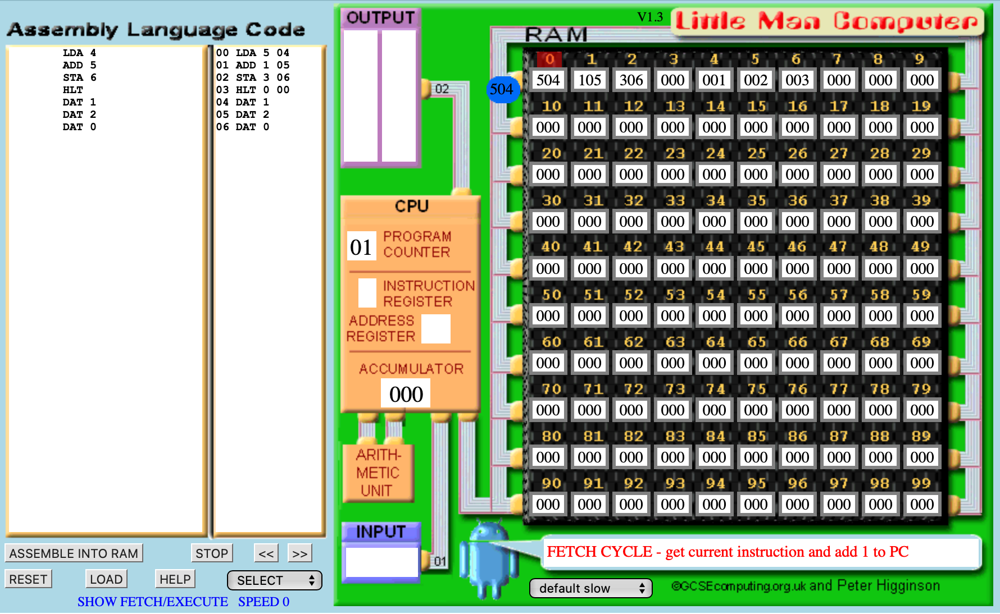 Assembly Language Code
LDA 4
ADD 5
STA 6
HLT
DAT 1
DAT 2
DAT 0
00 LDA 5 04
01 ADD 1 05
02 STA 3 06
03 HLT 0 00
04 DAT 1
05 DAT 2
06 DAT 0
ASSEMBLE INTO RAM STOP << >>
RESET LOAD HELP SELECT
SHOW FETCH/EXECUTE SPEED 0
OUTPUT
02
CPU
01 PROGRAM
COUNTER
INSTRUCTION
REGISTER
ADDRESS
REGISTER
ACCUMULATOR
000
ARITH-
METIC
UNIT
INPUT
01
V1.3 Little Man Computer
RAM
504
0 1 2 3 4 5 6 7 8 9
504 105 306 000 001 002 003 000 000 000
10 11 12 13 14 15 16 17 18 19
000 000 000 000 000 000 000 000 000 000
20 21 22 23 24 25 26 27 28 29
000 000 000 000 000 000 000 000 000 000
30 31 32 33 34 35 36 37 38 39
000 000 000 000 000 000 000 000 000 000
40 41 42 43 44 45 46 47 48 49
000 000 000 000 000 000 000 000 000 000
50 51 52 53 54 55 56 57 58 59
000 000 000 000 000 000 000 000 000 000
60 61 62 63 64 65 66 67 68 69
000 000 000 000 000 000 000 000 000 000
70 71 72 73 74 75 76 77 78 79
000 000 000 000 000 000 000 000 000 000
80 81 82 83 84 85 86 87 88 89
000 000 000 000 000 000 000 000 000 000
90 91 92 93 94 95 96 97 98 99
000 000 000 000 000 000 000 000 000 000
FETCH CYCLE - get current instruction and add 1 to PC
default slow
©GCSEcomputing.org.uk and Peter Higginson